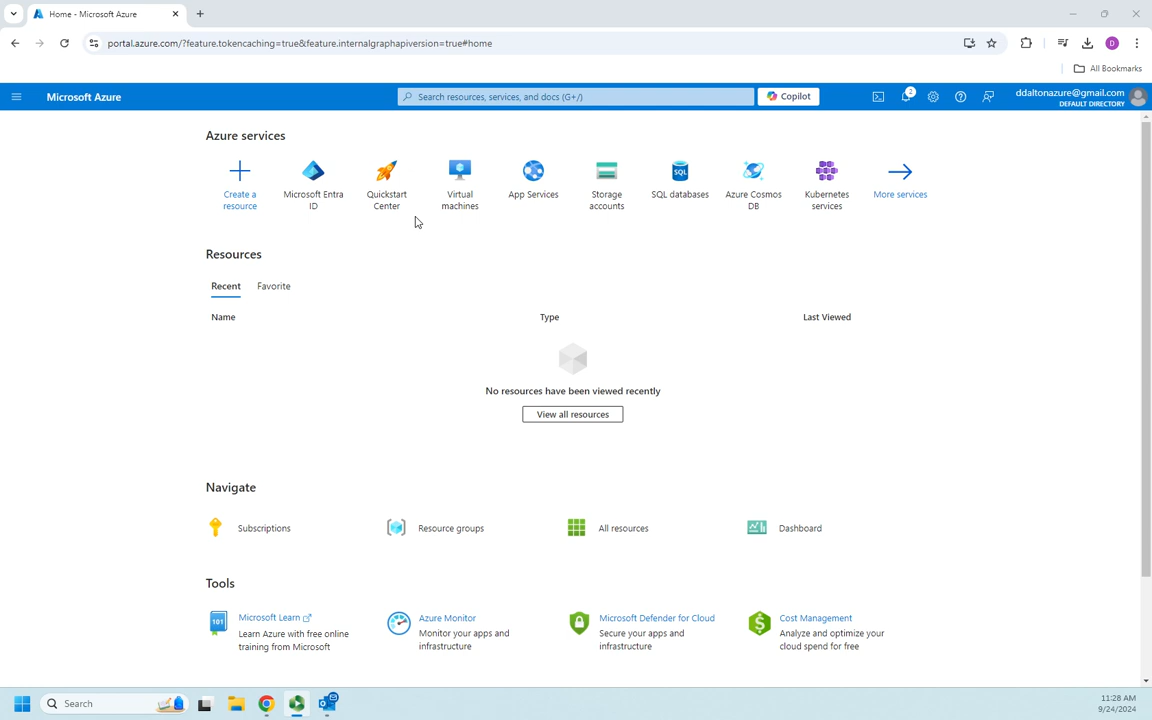 Home - Microsoft Azure
portal.azure.com/?feature.tokencaching=true&feature.internalgraphapiversion=true#home
D
All Bookmarks
Microsoft Azure
Search resources, services, and docs (G+/)
Copilot
2
ddaltonazure@gmail.com
DEFAULT DIRECTORY
Azure services
Create a
resource
Microsoft Entra
ID
Quickstart
Center
Virtual
machines
App Services
Storage
accounts
SQL
SQL databases
Azure Cosmos
DB
Kubernetes
services
More services
Resources
Recent
Favorite
Name
Type
Last Viewed
No resources have been viewed recently
View all resources
Navigate
Subscriptions
Resource groups
All resources
Dashboard
Tools
101
Microsoft Learn
Learn Azure with free online
training from Microsoft
Azure Monitor
Monitor your apps and
infrastructure
Microsoft Defender for Cloud
Secure your apps and
infrastructure
$
Cost Management
Analyze and optimize your
cloud spend for free
Search
11:28 AM
9/24/2024